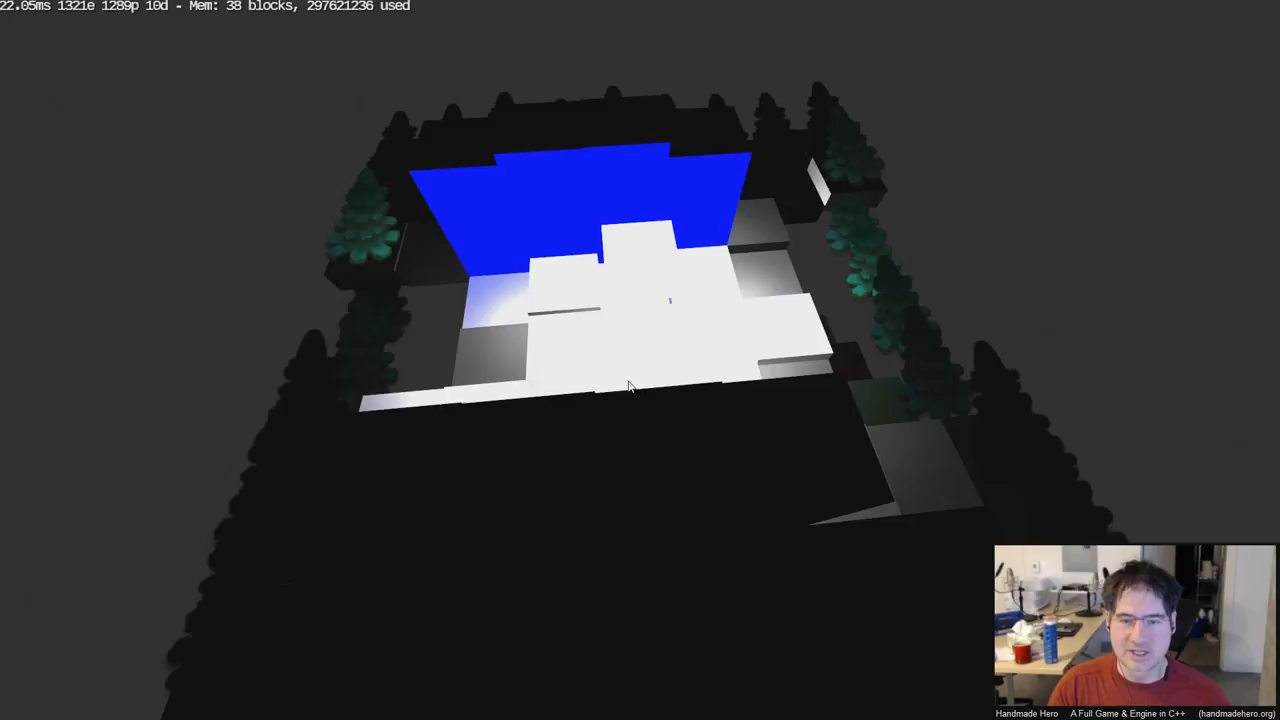 22.05ms 1321e 1289p 10d - Mem: 38 blocks, 297621236 used
Handmade Hero A Full Game & Engine in C++ (handmadehero.org)